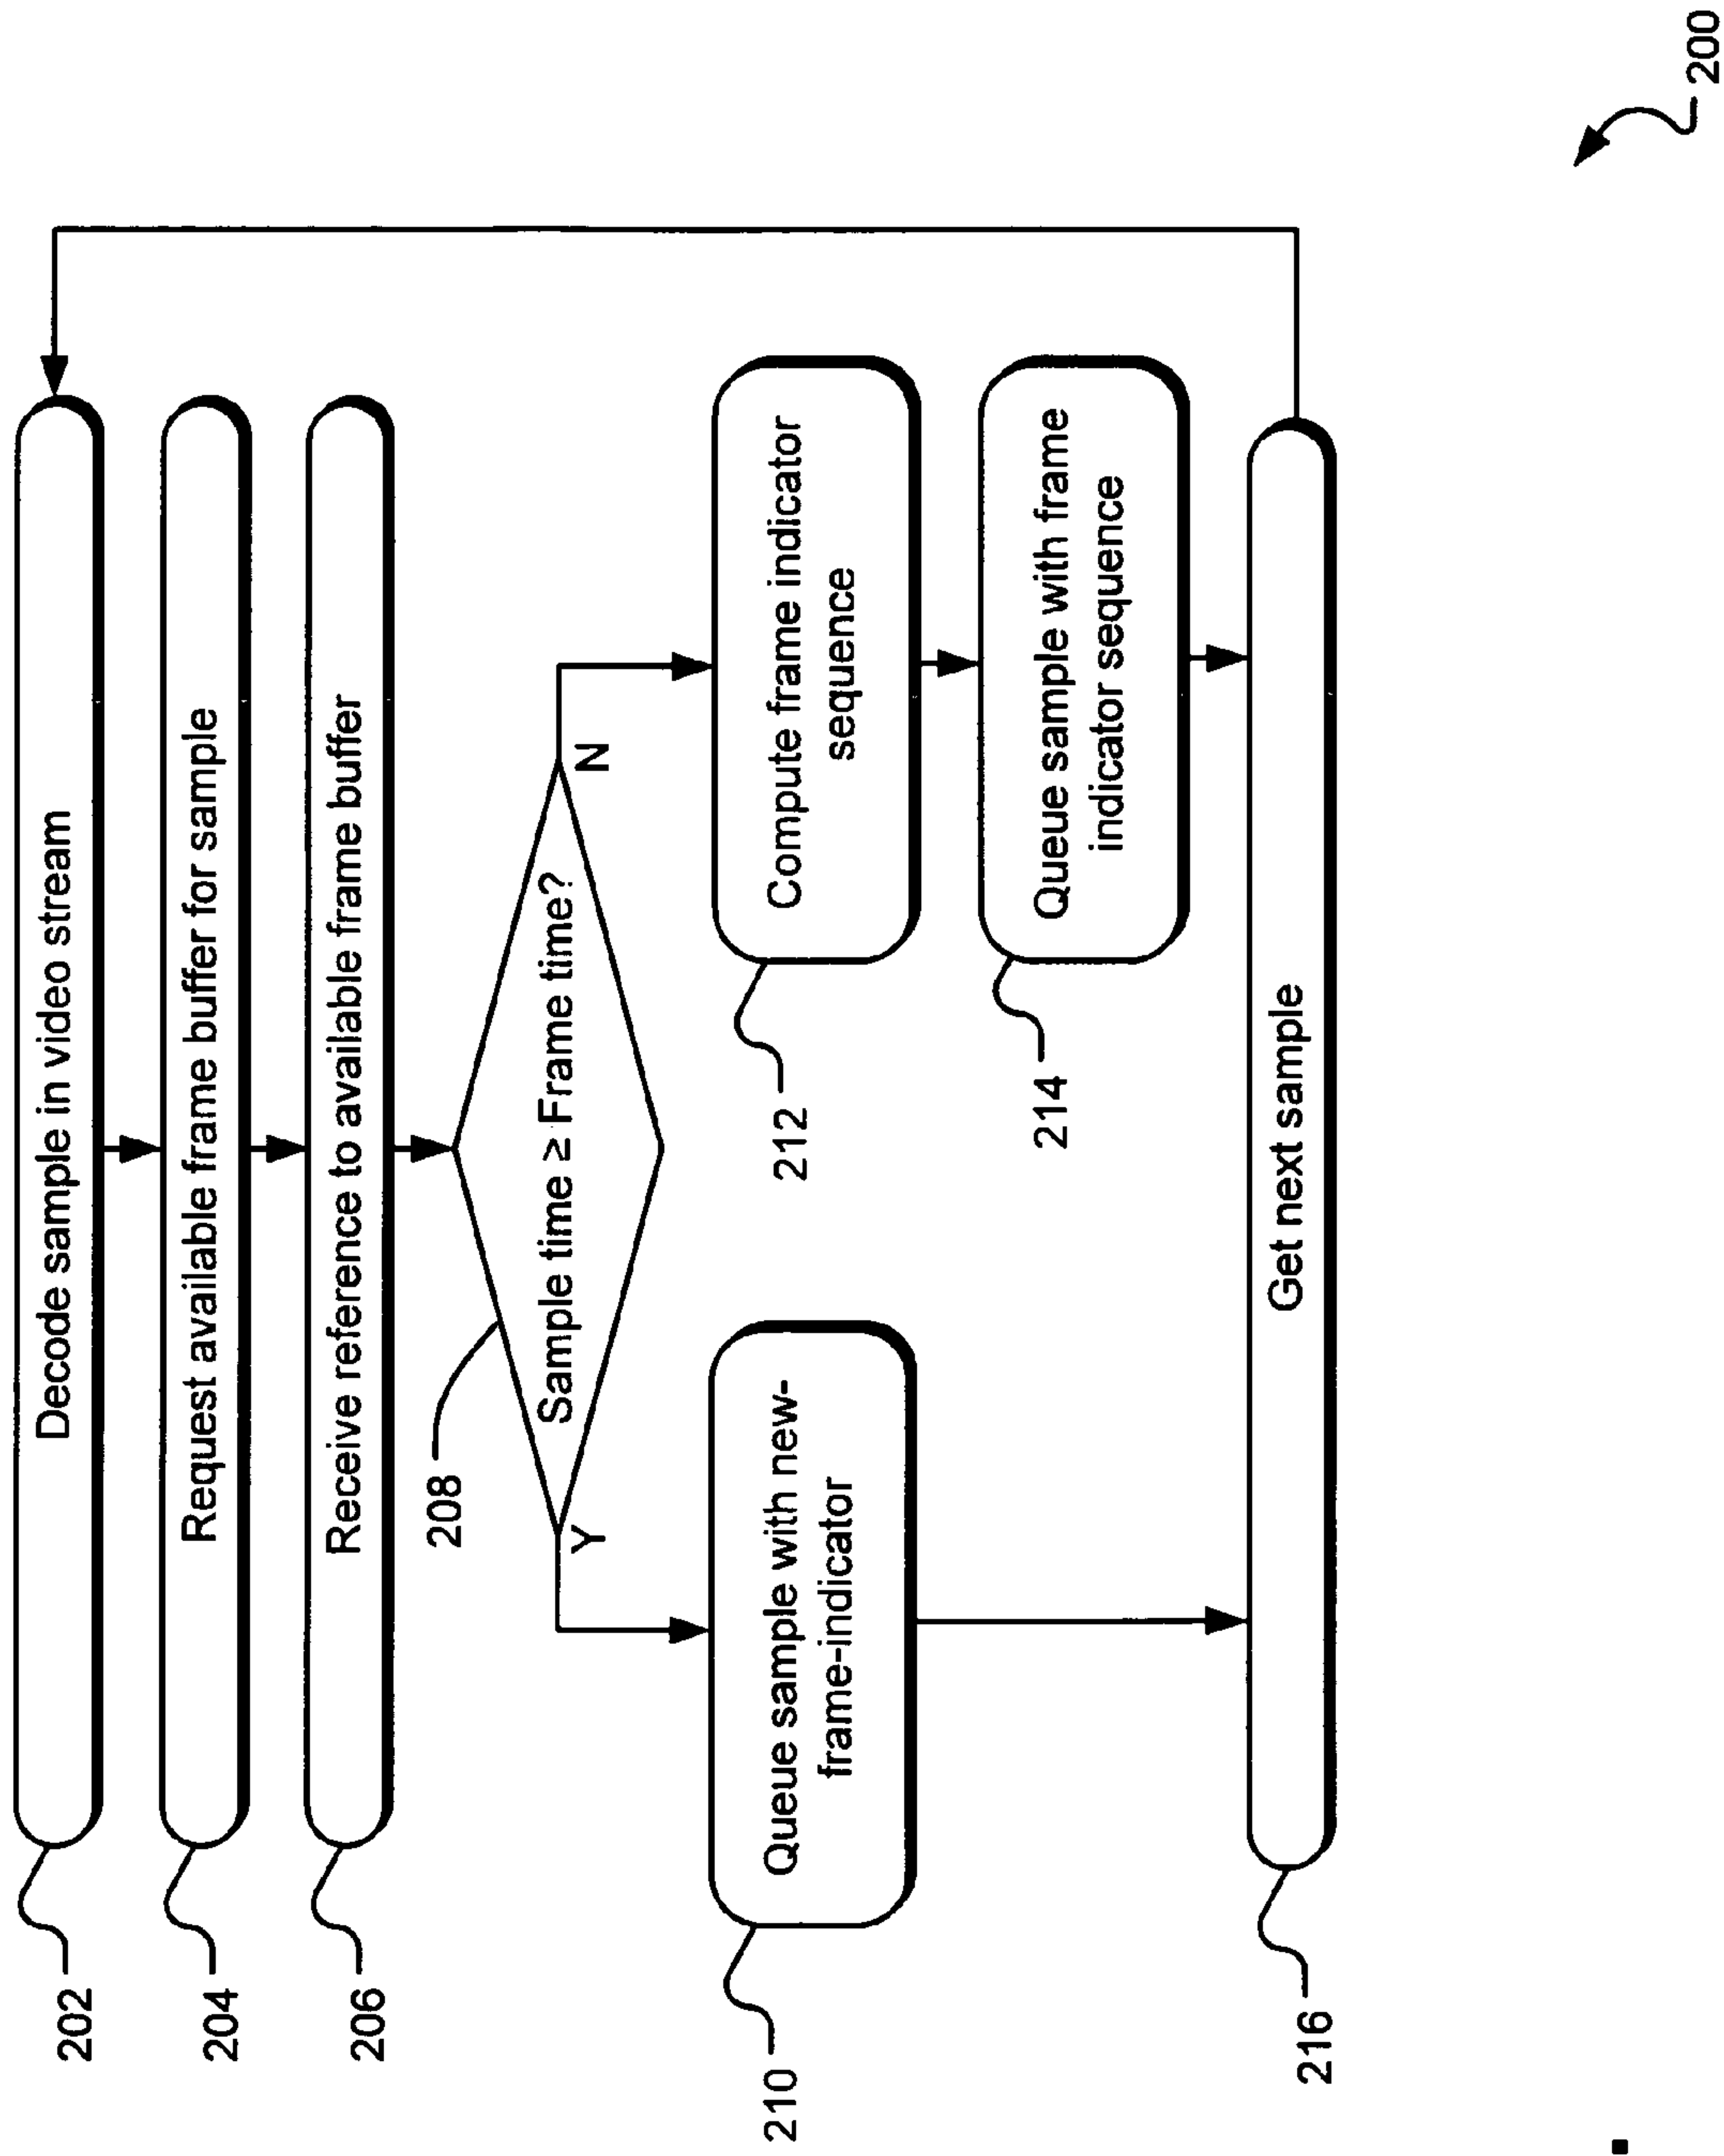 202
Decode sample in video stream
204
Request available frame buffer for sample
206
Receive reference to available frame buffer
208
Sample time ≥ Frame time?
Y
N
210
Queue sample with new-
frame-indicator
212
Compute frame indicator
sequence
214
Queue sample with frame
indicator sequence
216
Get next sample
200